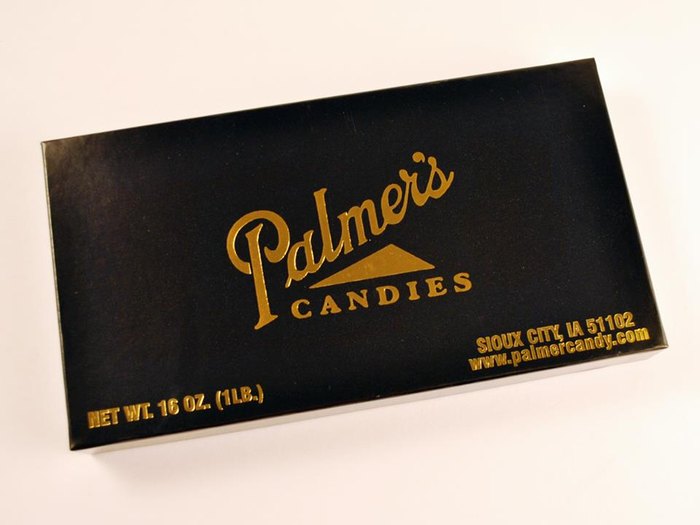 Palmer's
CANDIES
SIOUX CITY, IA 51102
www.palmercandy.com
NET WT. 16 OZ. (1LB.)